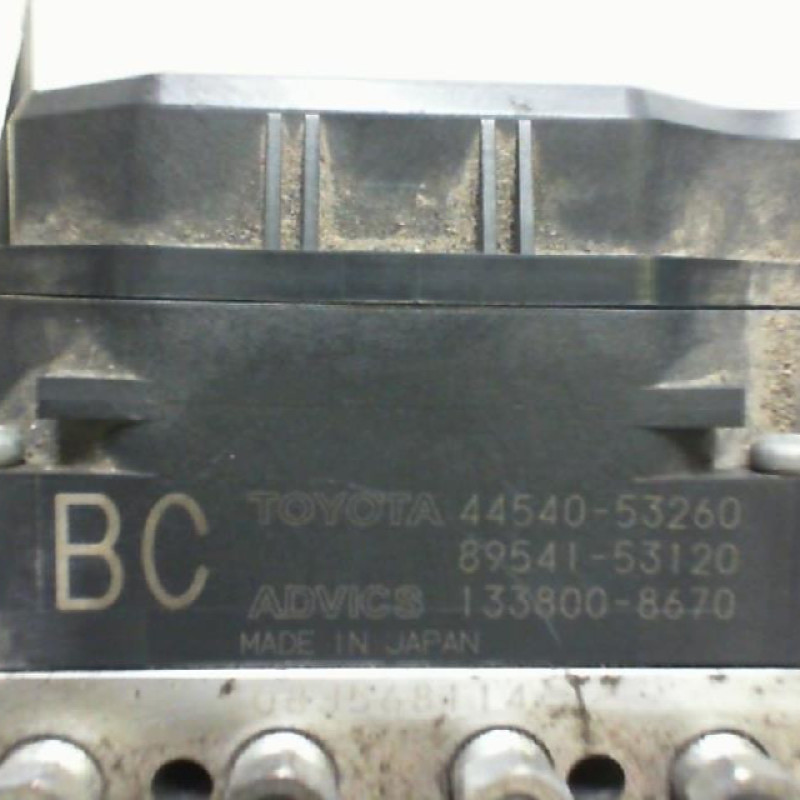 BC
TOYOTA 44540-53260
89541-53120
ADVICS 133800-8670
MADE IN JAPAN